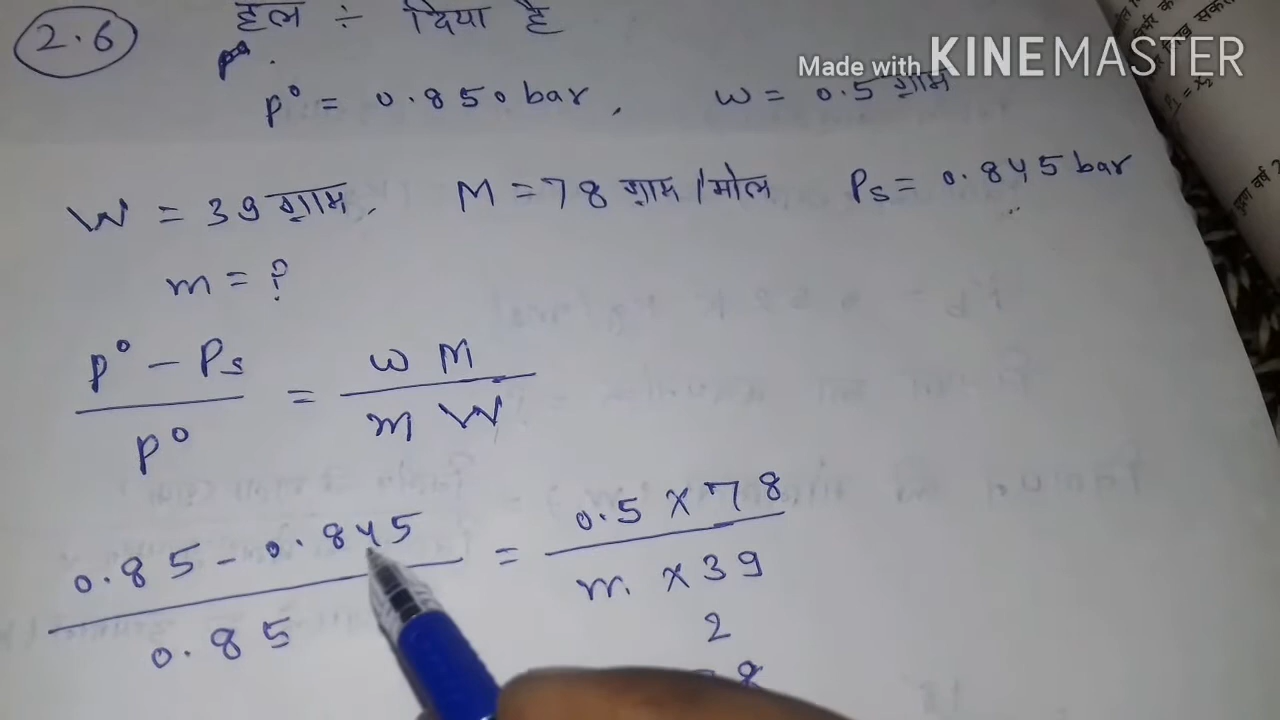 2.6 हल ÷ दिया है
Made with KINEMASTER
p° = 0.850 bar, w = 0.5 ग्राम
W = 39 ग्राम, M = 78 ग्राम/मोल Ps = 0.845 bar
m = ?
p° - Ps / p° = w M / m W
0.85 - 0.845 / 0.85 = 0.5 x 78 / m. x 39
2